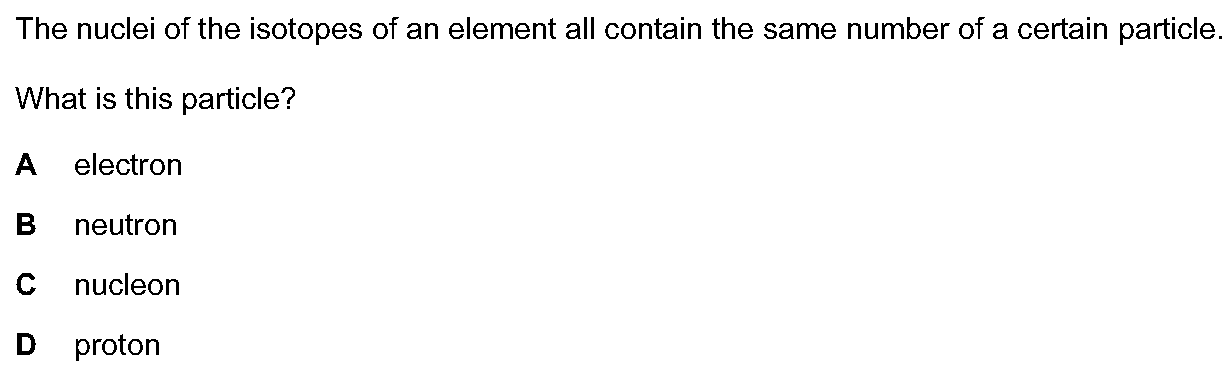 The nuclei of the isotopes of an element all contain the same number of a certain particle.
What is this particle?
A electron
B neutron
C nucleon
D proton